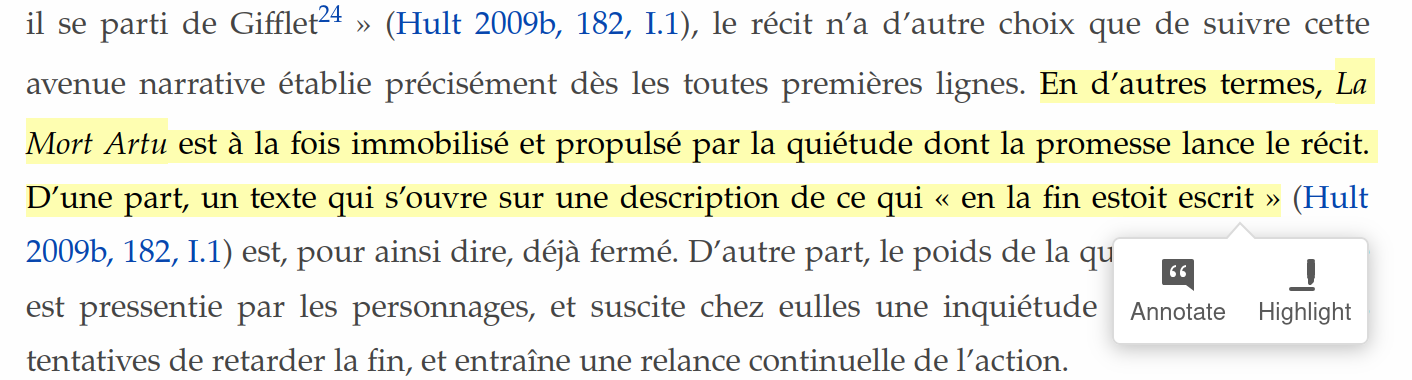 il se parti de Gifflet24 » (Hult 2009b, 182, I.1), le récit n’a d’autre choix que de suivre cette
avenue narrative établie précisément dès les toutes premières lignes. En d’autres termes, La
Mort Artu est à la fois immobilisé et propulsé par la quiétude dont la promesse lance le récit.
D’une part, un texte qui s’ouvre sur une description de ce qui « en la fin estoit escrit » (Hult
2009b, 182, I.1) est, pour ainsi dire, déjà fermé. D’autre part, le poids de la qu
est pressentie par les personnages, et suscite chez eulles une inquiétude
tentatives de retarder la fin, et entraîne une relance continuelle de l’action.
Annotate
Highlight